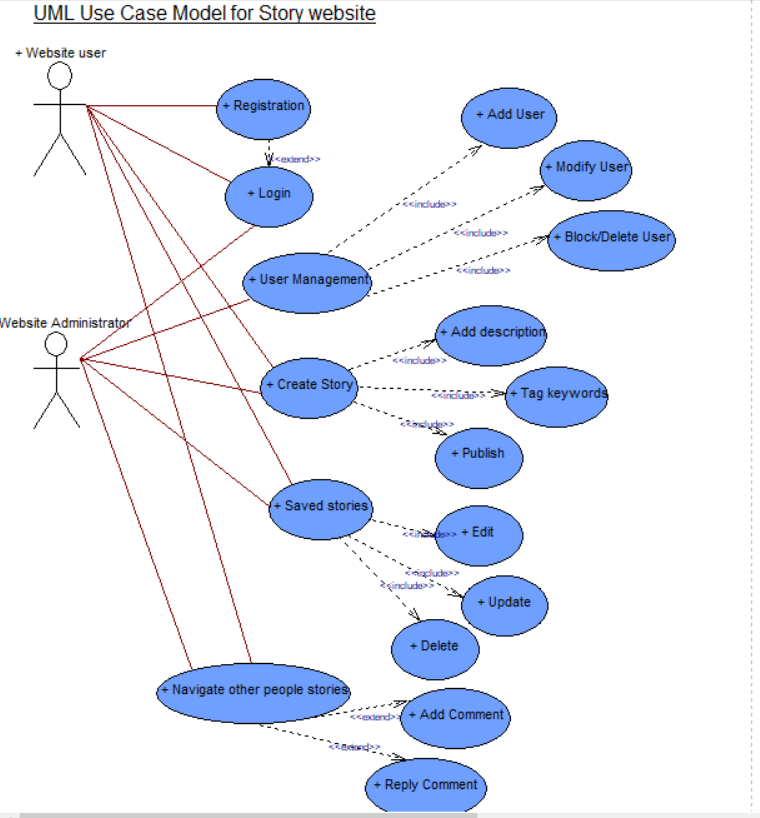 UML Use Case Model for Story website
+ Website user
+ Registration
+ Add User
<<extend>>
+ Modify User
+ Login
<<include>>
<<include>>
+ Block/Delete User
<<include>>
+ User Management
Website Administrator
+ Add description
<<include>>
+ Create Story
<<include>>
+ Tag keywords
<<include>>
+ Publish
+ Saved stories
<<include>>
+ Edit
<<include>>
<<include>>
+ Update
+ Delete
+ Navigate other people stories
<<extend>>
+ Add Comment
<<extend>>
+ Reply Comment